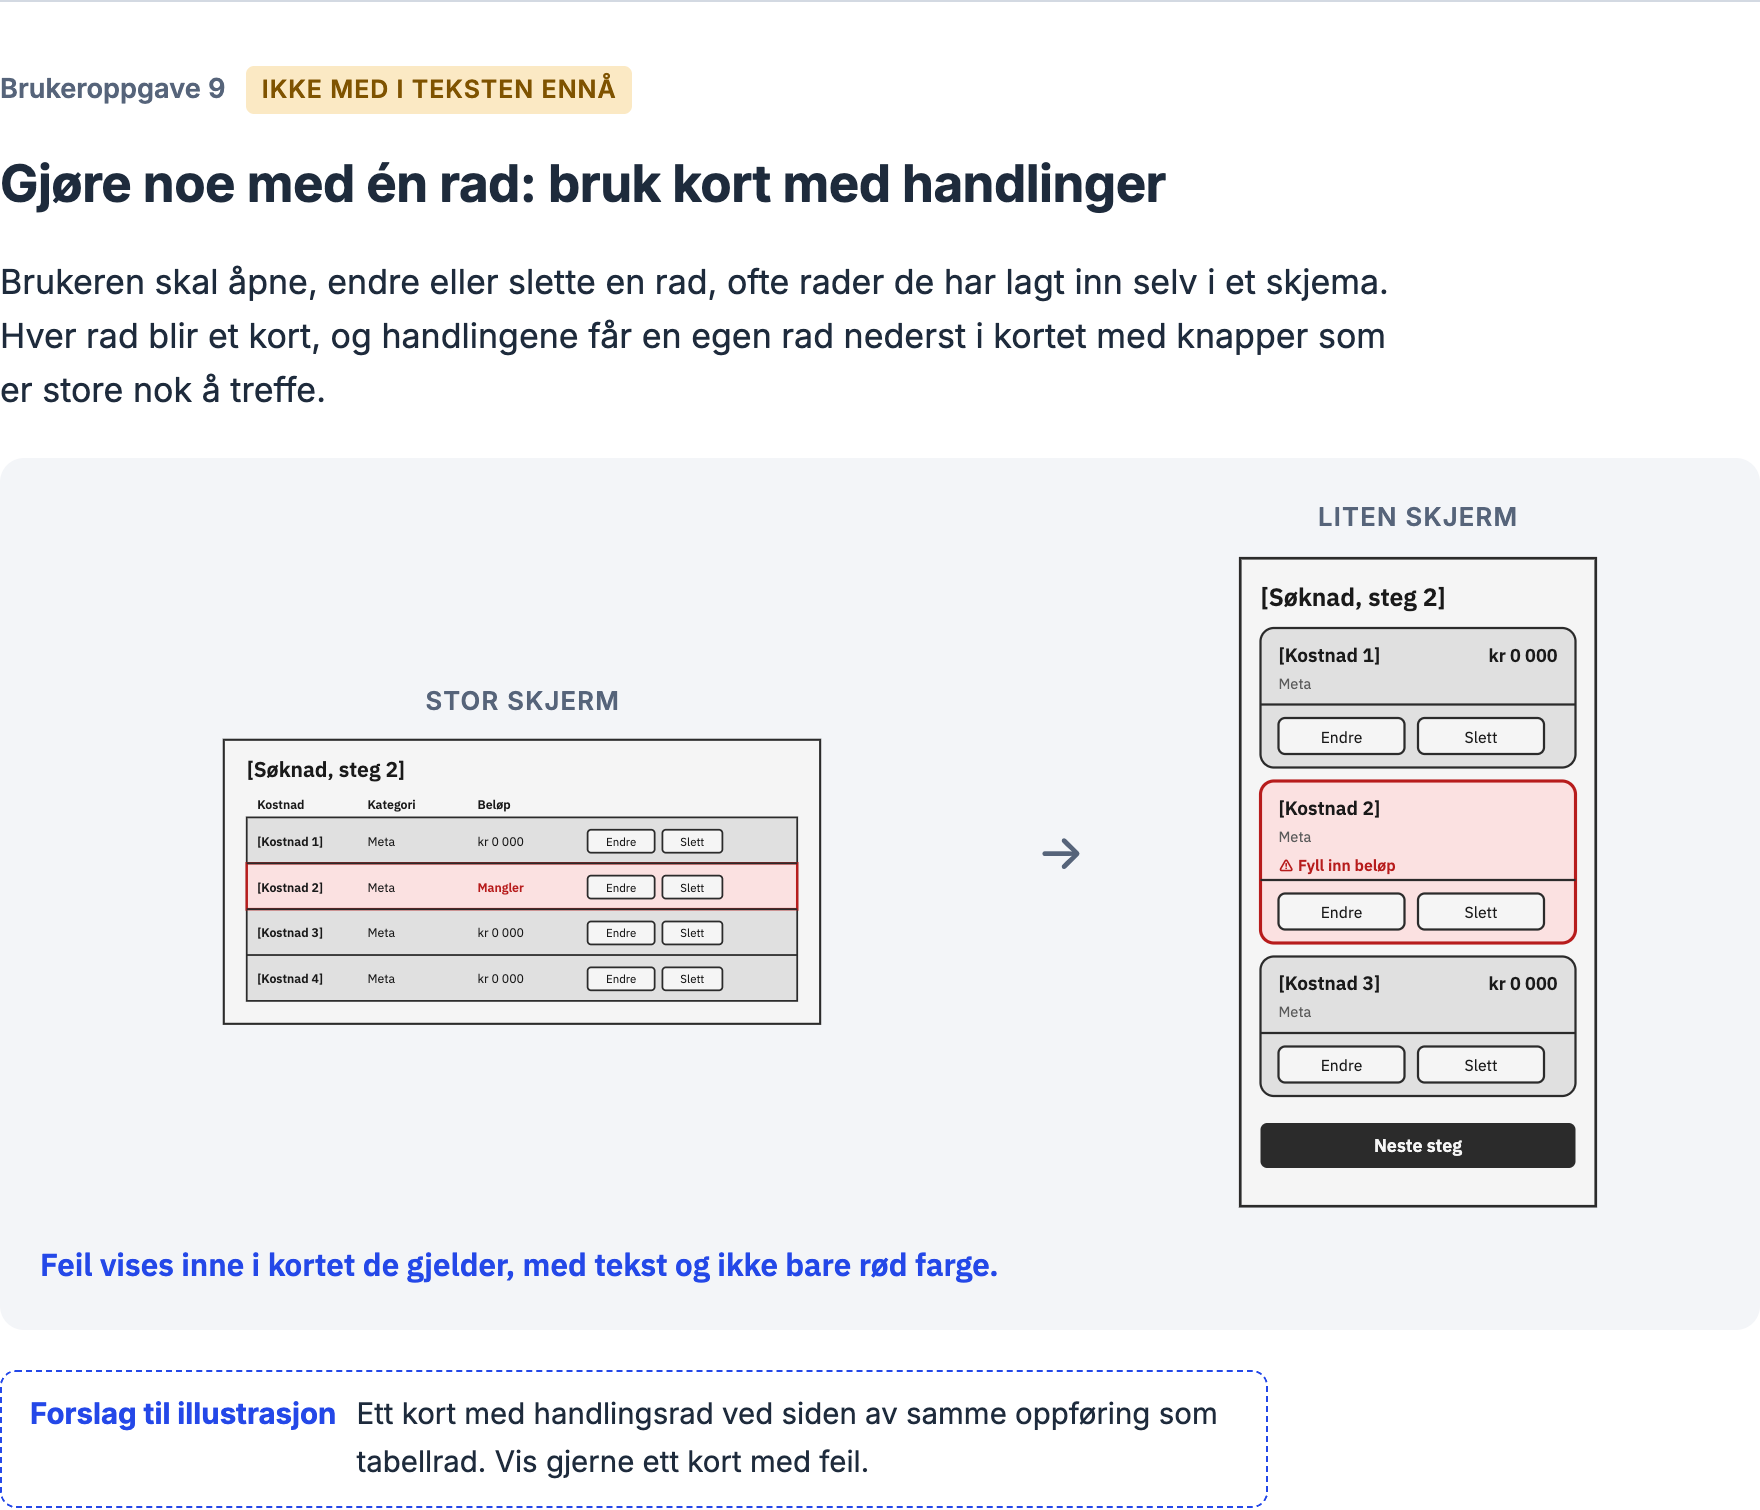 Brukeroppgave 9 IKKE MED I TEKSTEN ENNÅ
Gjøre noe med én rad: bruk kort med handlinger
Brukeren skal åpne, endre eller slette en rad, ofte rader de har lagt inn selv i et skjema.
Hver rad blir et kort, og handlingene får en egen rad nederst i kortet med knapper som
er store nok å treffe.
STOR SKJERM
[Søknad, steg 2]
Kostnad Kategori Beløp
[Kostnad 1] Meta kr 0 000 Endre Slett
[Kostnad 2] Meta Mangler Endre Slett
[Kostnad 3] Meta kr 0 000 Endre Slett
[Kostnad 4] Meta kr 0 000 Endre Slett
→
LITEN SKJERM
[Søknad, steg 2]
[Kostnad 1] kr 0 000
Meta
Endre Slett
[Kostnad 2]
Meta
⚠ Fyll inn beløp
Endre Slett
[Kostnad 3] kr 0 000
Meta
Endre Slett
Neste steg
Feil vises inne i kortet de gjelder, med tekst og ikke bare rød farge.
Forslag til illustrasjon Ett kort med handlingsrad ved siden av samme oppføring som
tabellrad. Vis gjerne ett kort med feil.